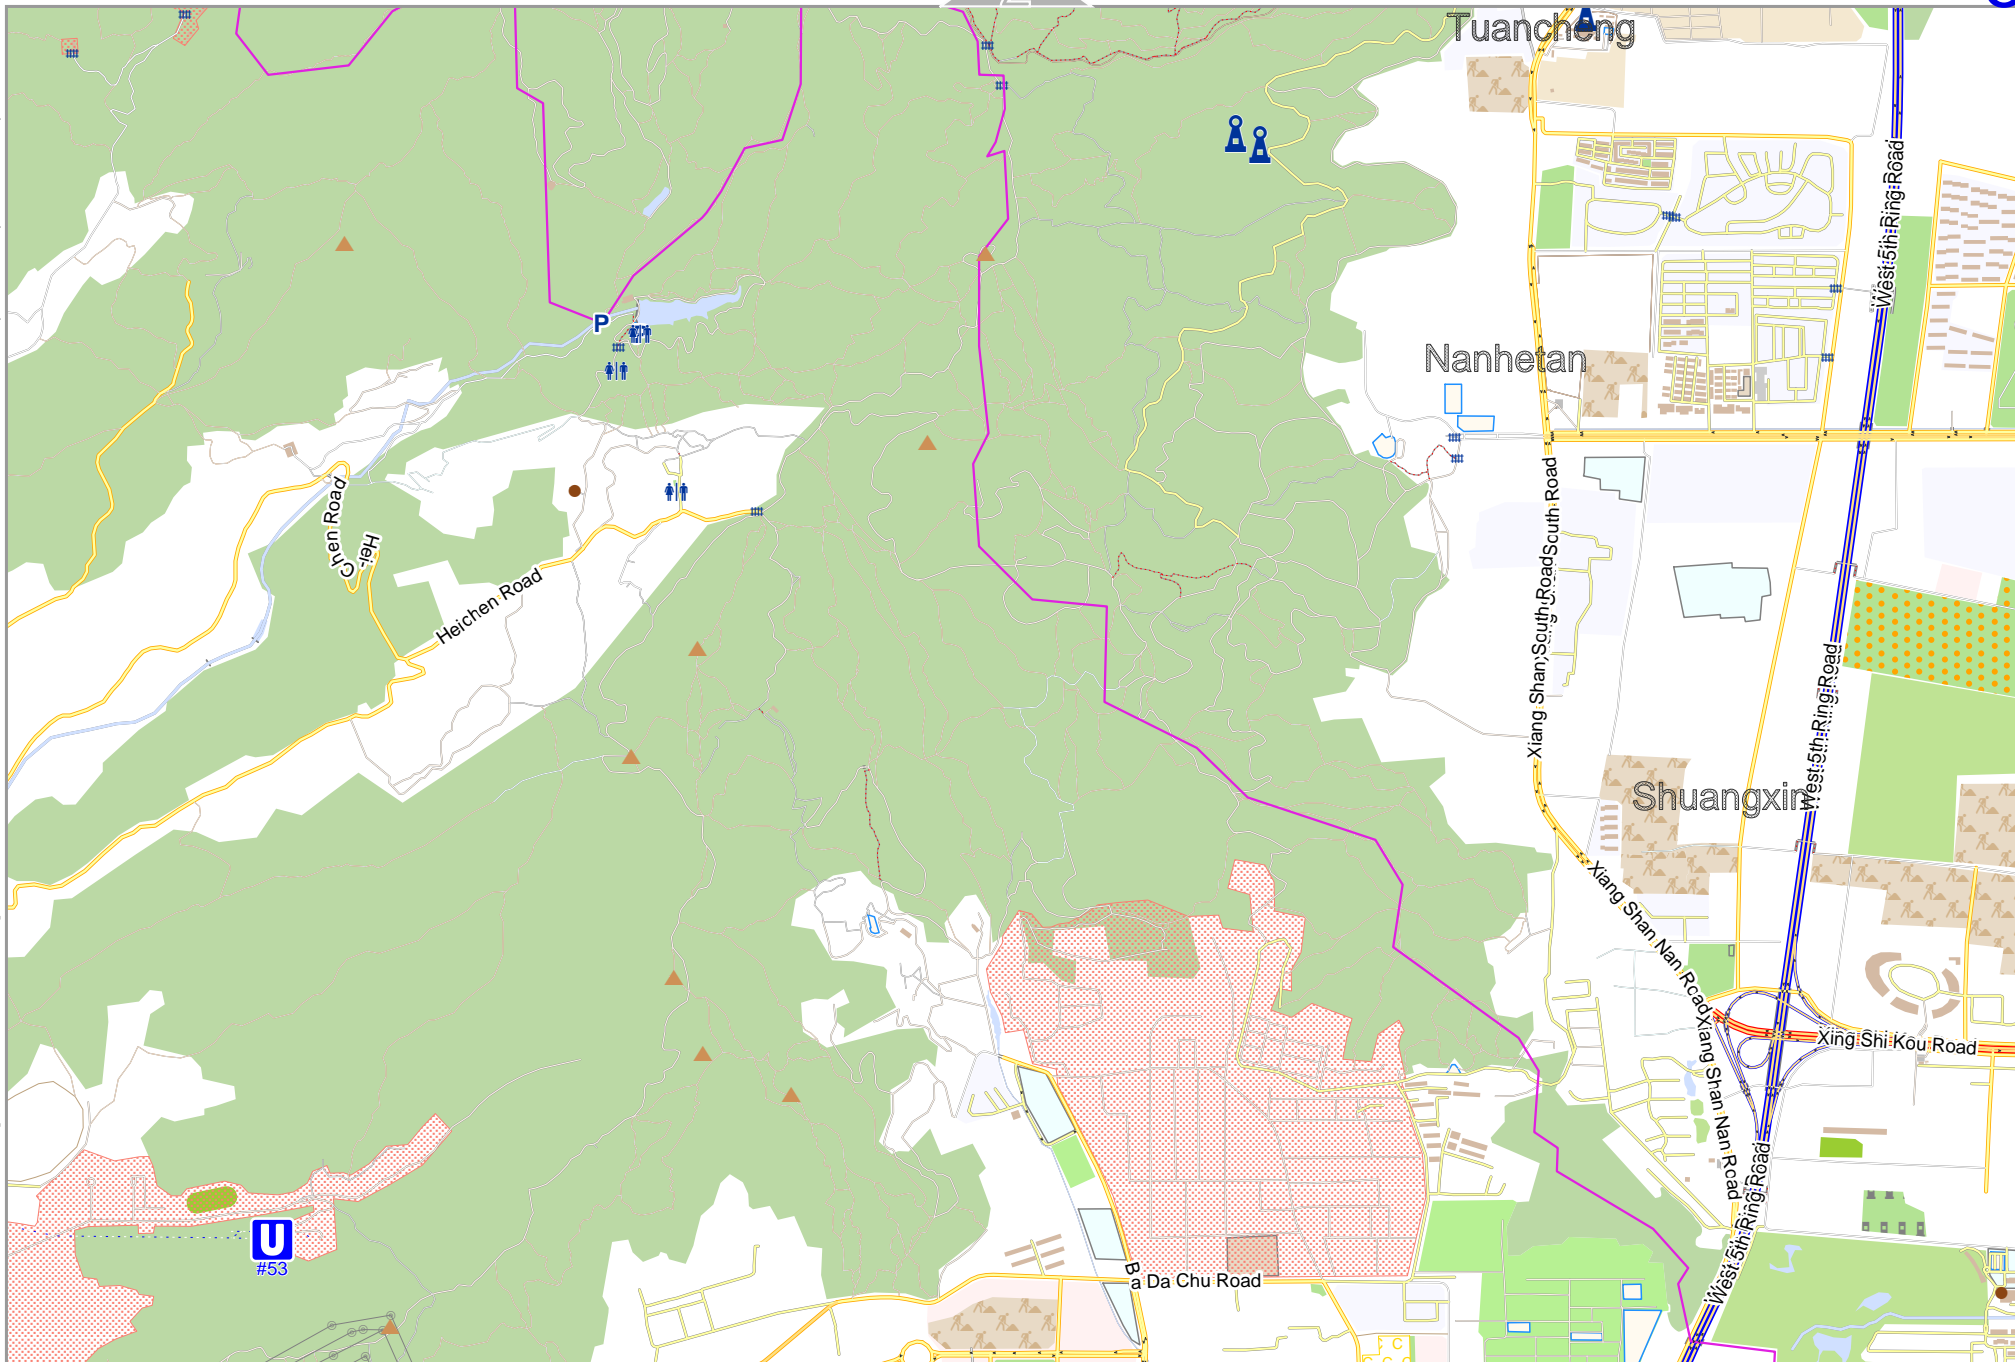 Tuancheng
West 5th Ring Road
P
Nanhetan
Xiang Shan South Road
South Road
Chen Road
Hei-
Heichen Road
West 5th Ring Road
Shuangxin
Xiang Shan Nan Road
Xing Shi Kou Road
Xiang Shan Nan Road
West 5th Ring Road
U
#53
Ba Da Chu Road
C C
C C C